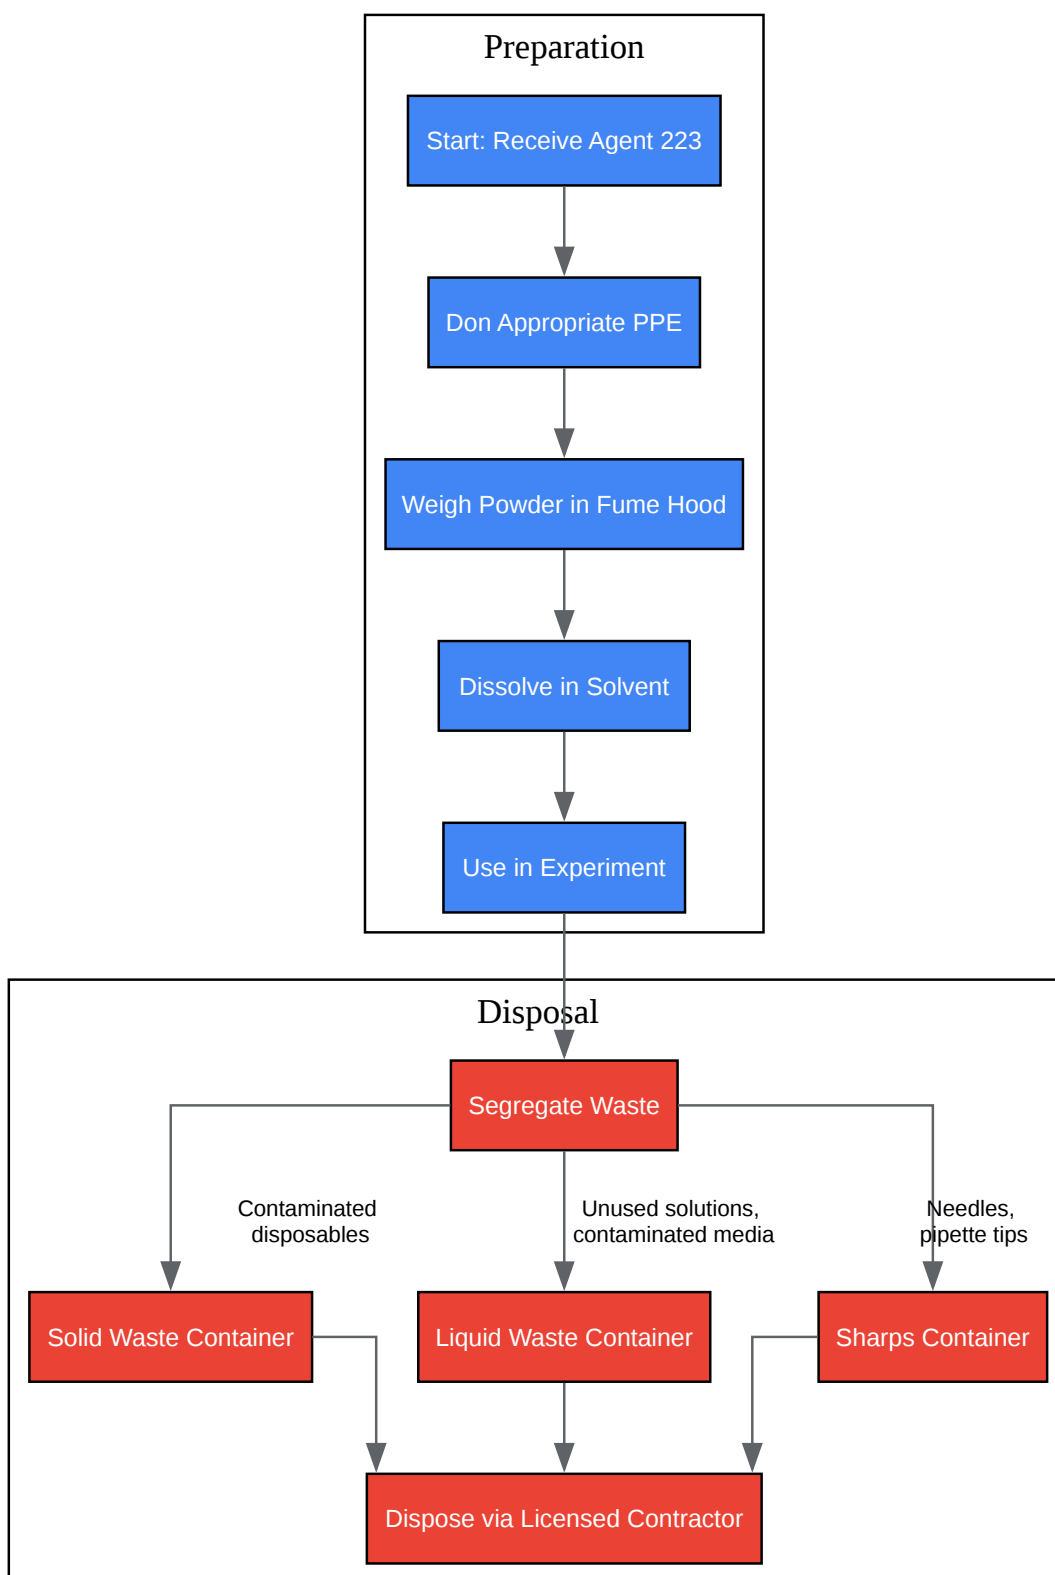 Preparation
Start: Receive Agent 223
Don Appropriate PPE
Weigh Powder in Fume Hood
Dissolve in Solvent
Use in Experiment
Disposal
Segregate Waste
Contaminated
disposables
Unused solutions,
contaminated media
Needles,
pipette tips
Solid Waste Container
Liquid Waste Container
Sharps Container
Dispose via Licensed Contractor